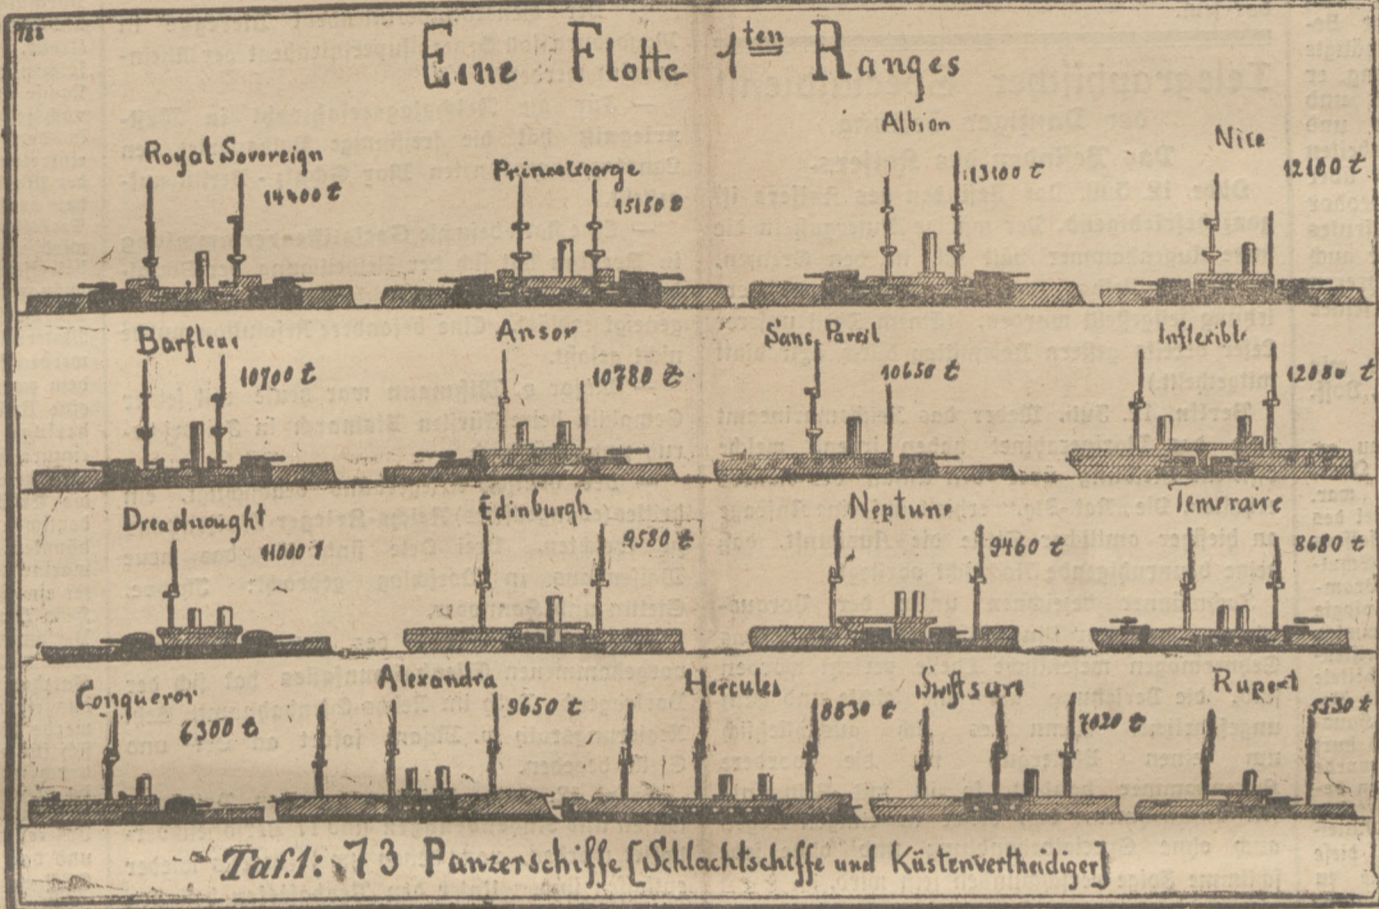 788
Eine Flotte 1ten Ranges
Royal Sovereign
14400 t
Prince George
15150 t
Albion
13100 t
Nile
12100 t
Barfleur
10700 t
Ansor
10780 t
Sans Pareil
10650 t
Inflexible
12080 t
Dreadnought
11000 t
Edinburgh
9580 t
Neptune
9460 t
Temeraire
8680 t
Conqueror
6300 t
Alexandra
9650 t
Hercules
8830 t
Swiftsure
7020 t
Rupert
5530 t
Taf.1: 73 Panzerschiffe [Schlachtschiffe und Küstenvertheidiger]